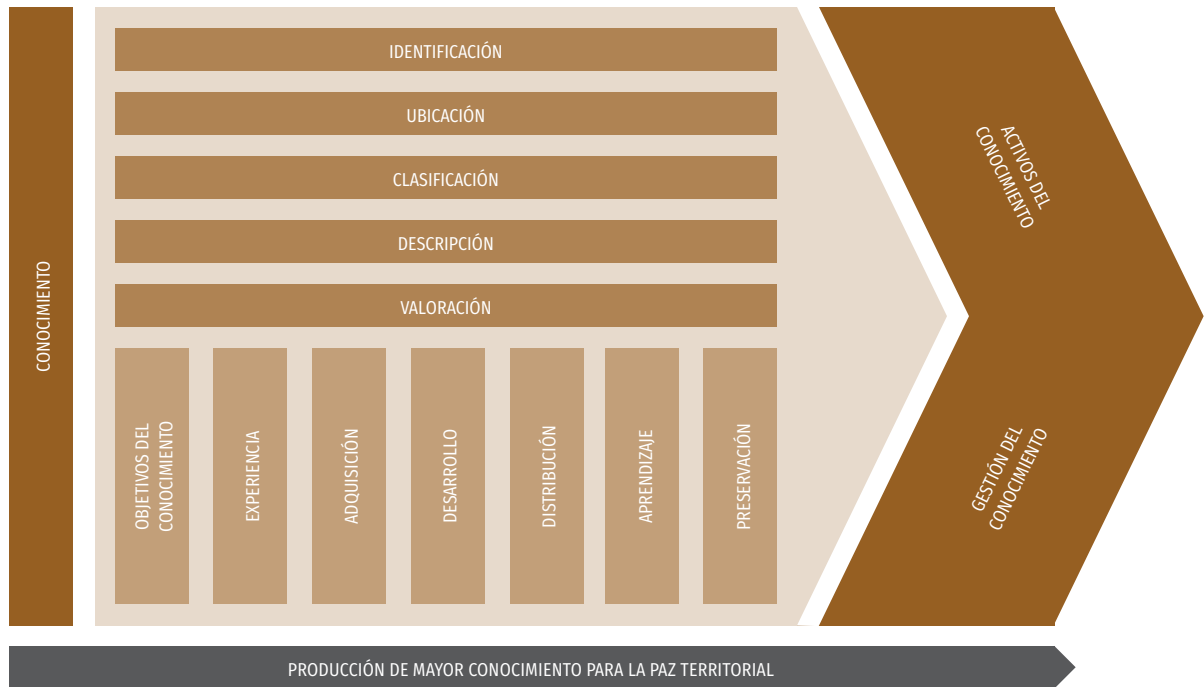 CONOCIMIENTO
IDENTIFICACIÓN
UBICACIÓN
CLASIFICACIÓN
DESCRIPCIÓN
VALORACIÓN
OBJETIVOS DEL
CONOCIMIENTO
EXPERIENCIA
ADQUISICIÓN
DESARROLLO
DISTRIBUCIÓN
APRENDIZAJE
PRESERVACIÓN
ACTIVOS DEL
CONOCIMIENTO
GESTIÓN DEL
CONOCIMIENTO
PRODUCCIÓN DE MAYOR CONOCIMIENTO PARA LA PAZ TERRITORIAL